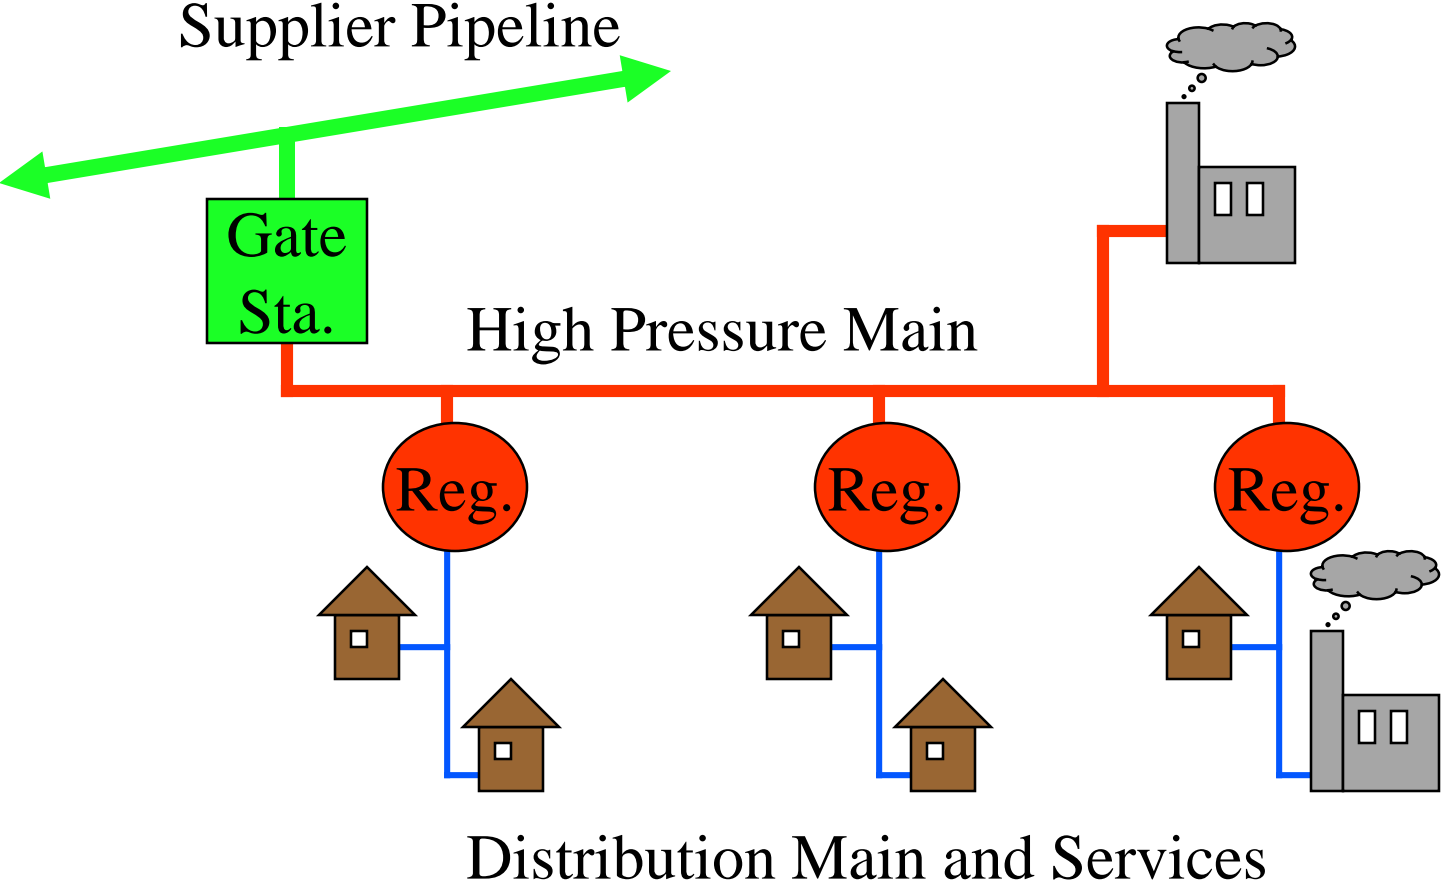 Supplier Pipeline
Gate
Sta.
High Pressure Main
Reg.
Reg.
Reg.
Distribution Main and Services